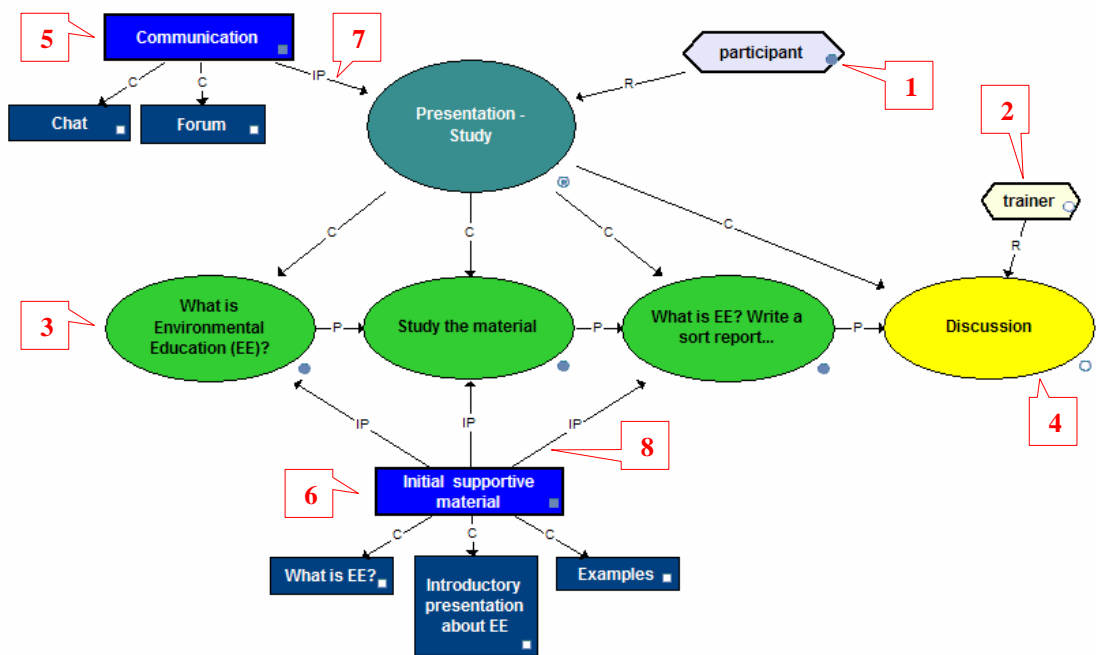 5
Communication
7
participant
1
IP
C
C
R
Chat
Forum
Presentation -
Study
2
trainer
C
C
C
C
R
3
What is
Environmental
Education (EE)?
P
Study the material
P
What is EE? Write a
sort report...
P
Discussion
4
IP
IP
IP
8
6
Initial supportive
material
C
C
C
What is EE?
Introductory
presentation
about EE
Examples